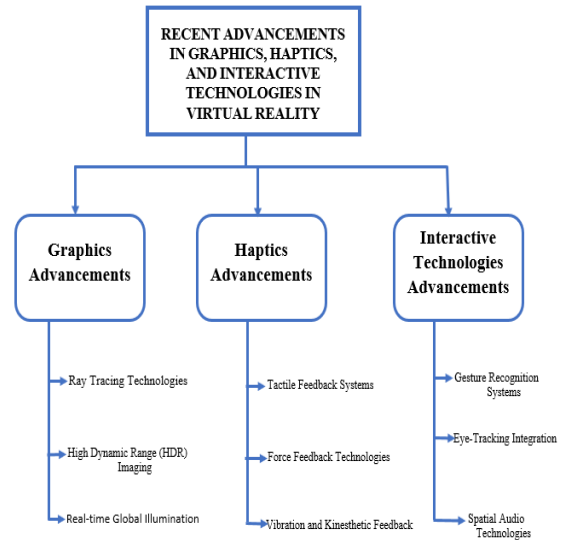 RECENT ADVANCEMENTS
IN GRAPHICS, HAPTICS,
AND INTERACTIVE
TECHNOLOGIES IN
VIRTUAL REALITY
Graphics
Advancements
Ray Tracing Technologies
High Dynamic Range (HDR)
Imaging
Real-time Global Illumination
Haptics
Advancements
Tactile Feedback Systems
Force Feedback Technologies
Vibration and Kinesthetic Feedback
Interactive
Technologies
Advancements
Gesture Recognition
Systems
Eye-Tracking Integration
Spatial Audio
Technologies